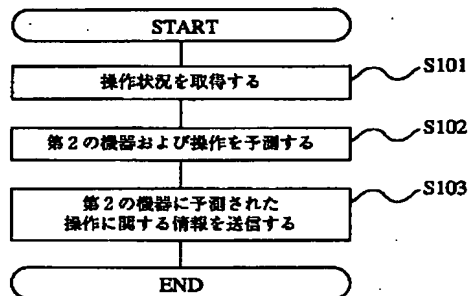 START
操作状況を取得する
S101
第2の機器および操作を予測する
S102
第2の機器に予測された
操作に関する情報を送信する
S103
END